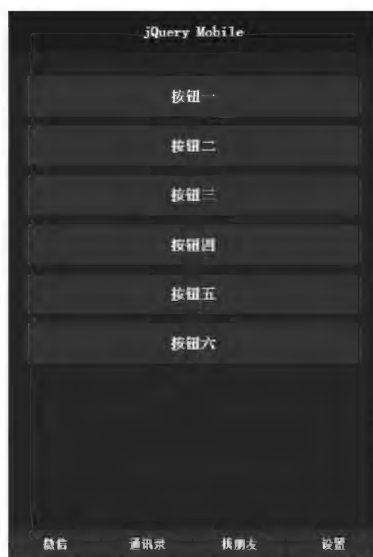 jQuery Mobile
按钮一
按钮二
按钮三
按钮四
按钮五
按钮六
微信 通讯录 找朋友 设置